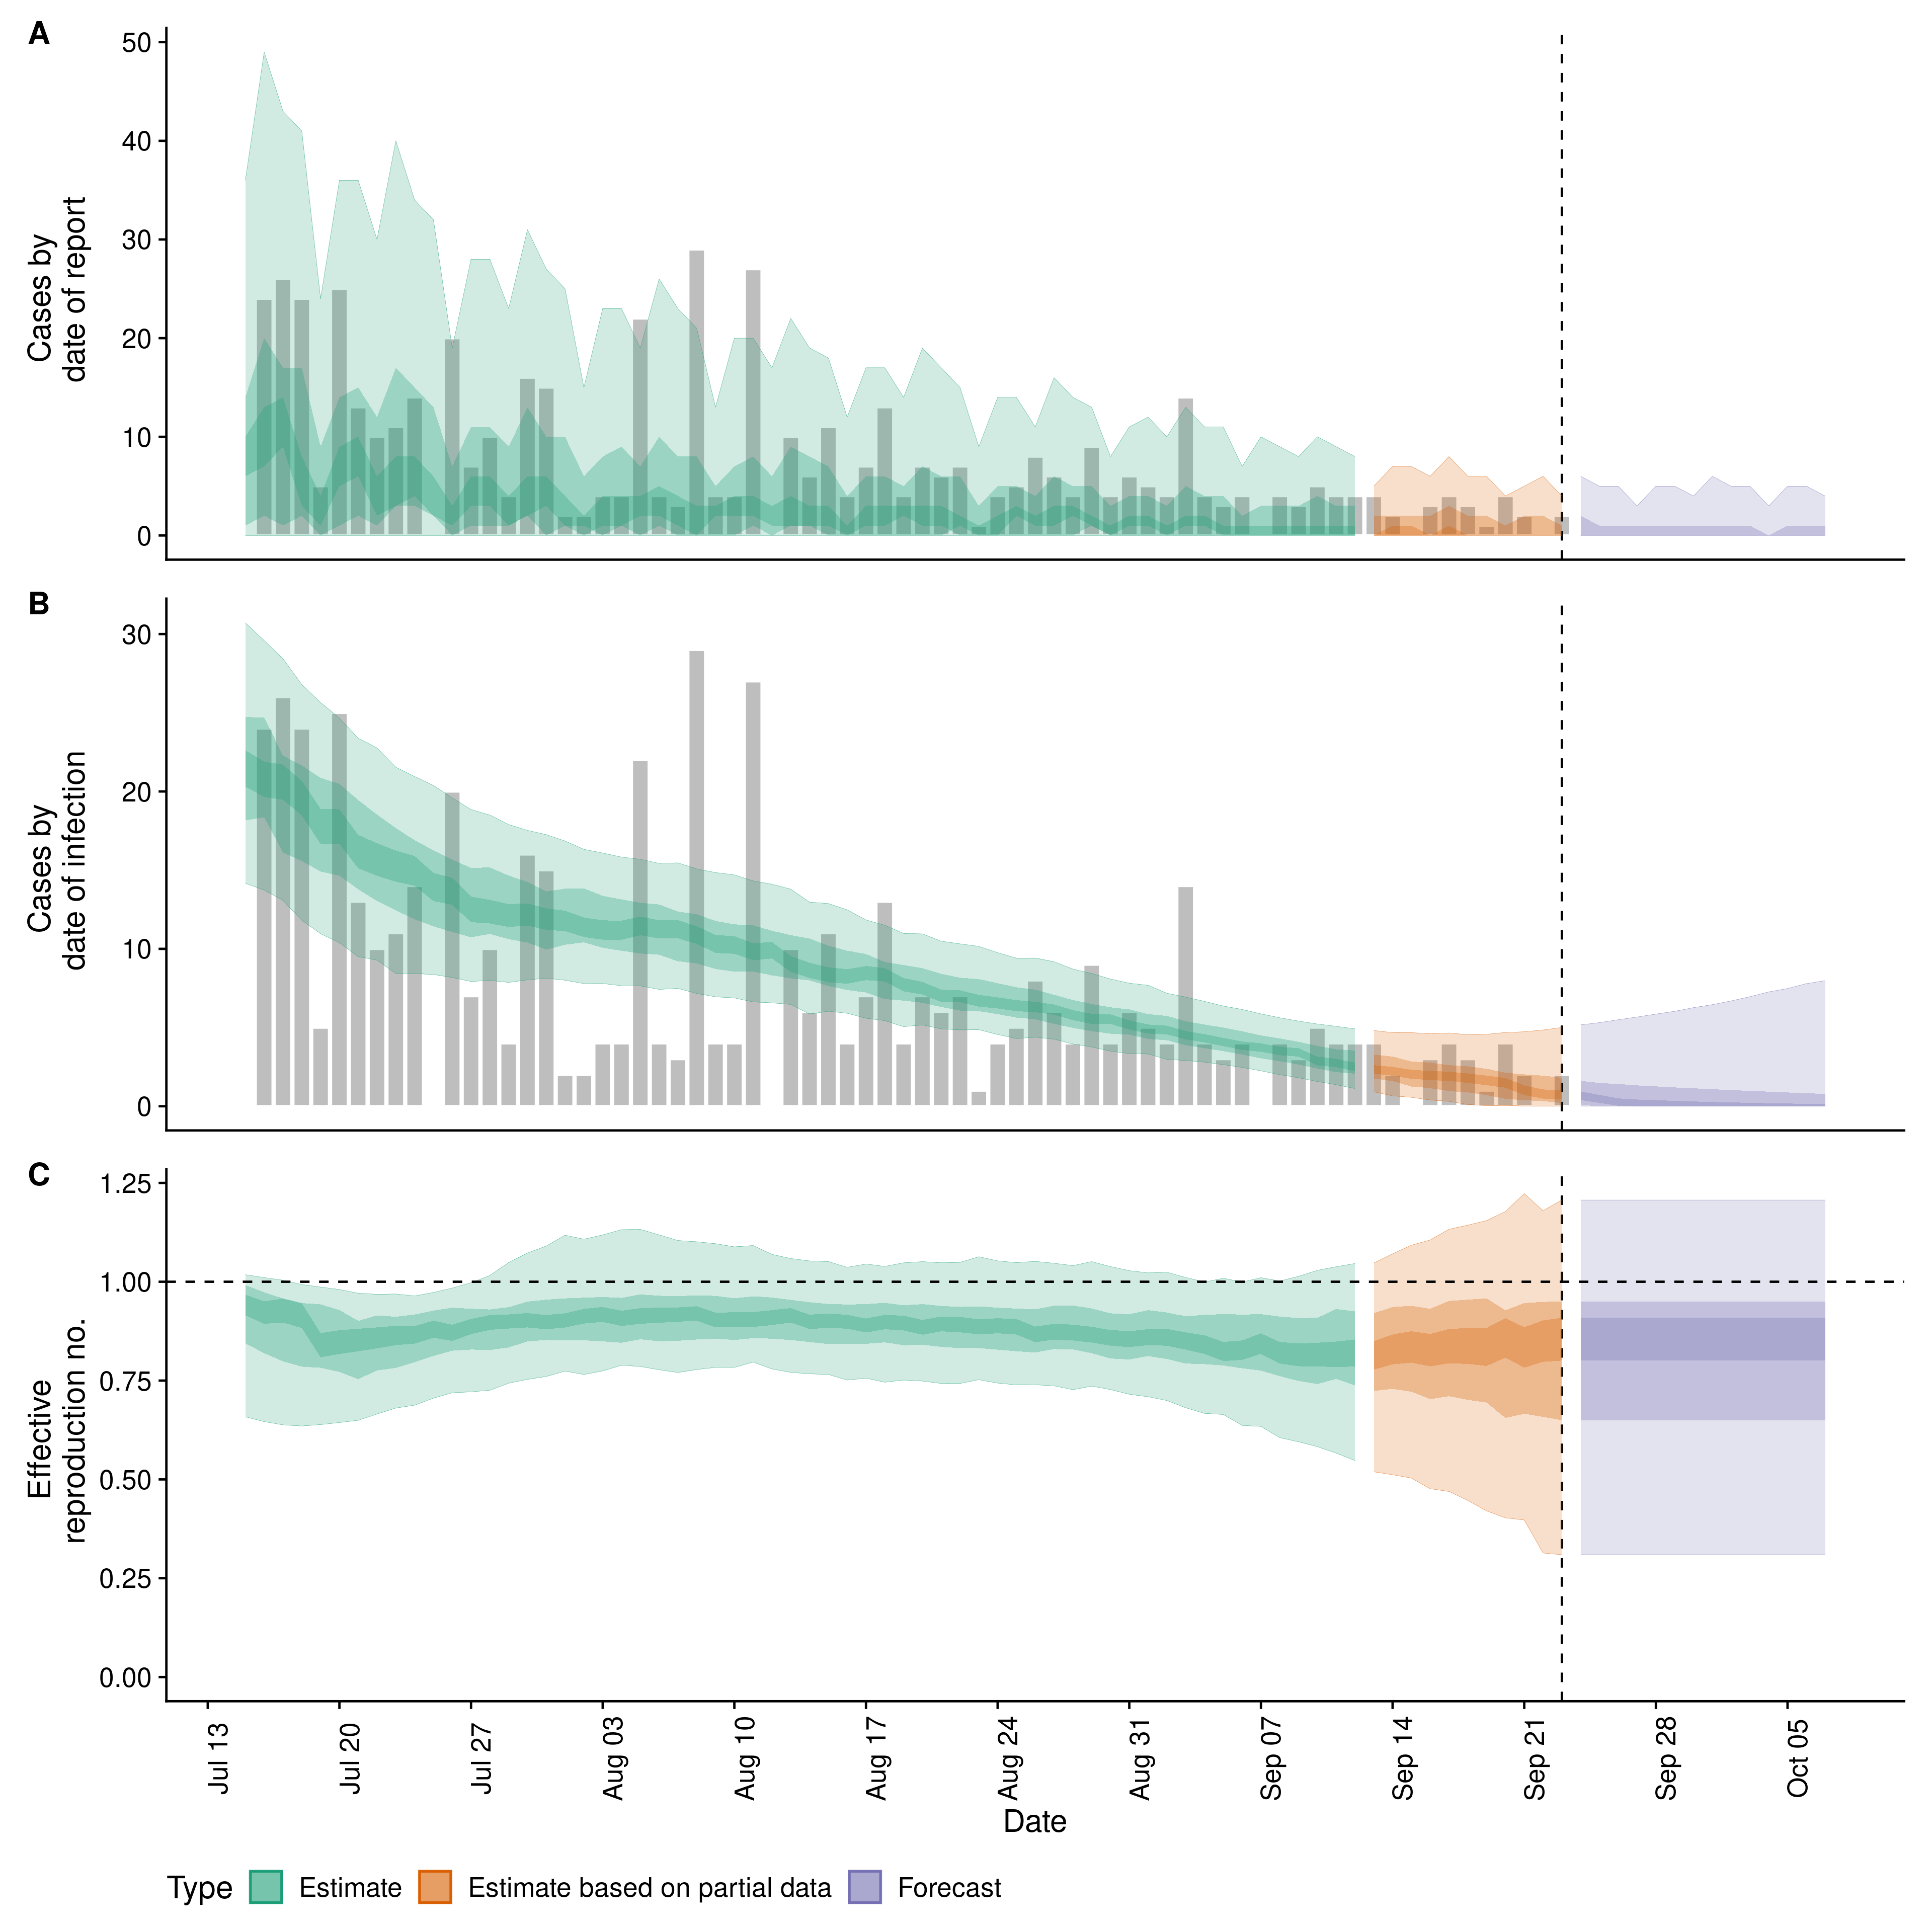 A
50
40
30
20
10
0
Cases by
date of report
B
30
20
10
0
Cases by
date of infection
C
1.25
1.00
0.75
0.50
0.25
0.00
Effective
reproduction no.
Jul 13
Jul 20
Jul 27
Aug 03
Aug 10
Aug 17
Aug 24
Aug 31
Sep 07
Sep 14
Sep 21
Sep 28
Oct 05
Date
Type Estimate Estimate based on partial data Forecast